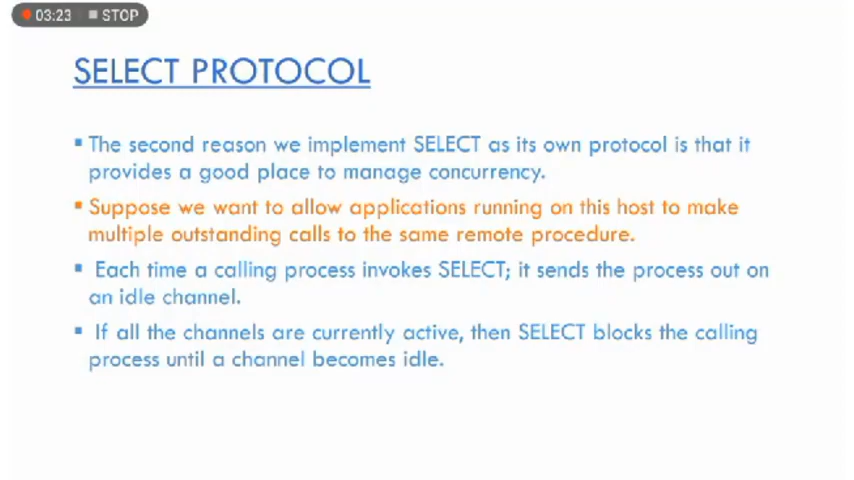 03:23 STOP
SELECT PROTOCOL
▪ The second reason we implement SELECT as its own protocol is that it
provides a good place to manage concurrency.
▪ Suppose we want to allow applications running on this host to make
multiple outstanding calls to the same remote procedure.
▪ Each time a calling process invokes SELECT; it sends the process out on
an idle channel.
▪ If all the channels are currently active, then SELECT blocks the calling
process until a channel becomes idle.